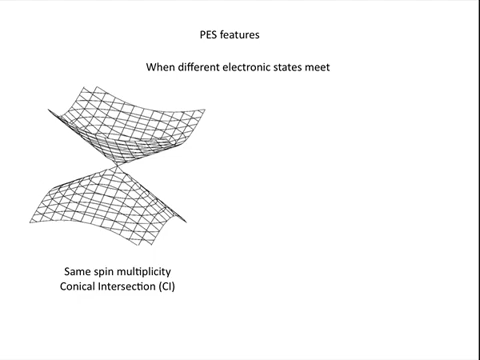 PES features
When different electronic states meet
Same spin multiplicity
Conical Intersection (CI)